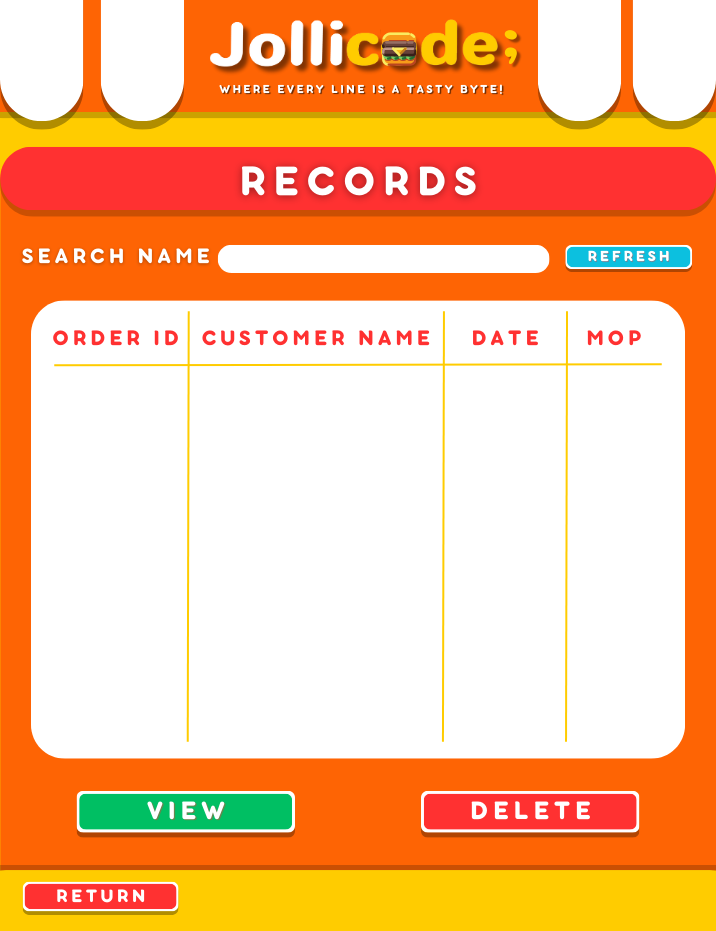 Jollicode;
WHERE EVERY LINE IS A TASTY BYTE!
RECORDS
SEARCH NAME
REFRESH
ORDER ID CUSTOMER NAME DATE MOP
VIEW DELETE
RETURN